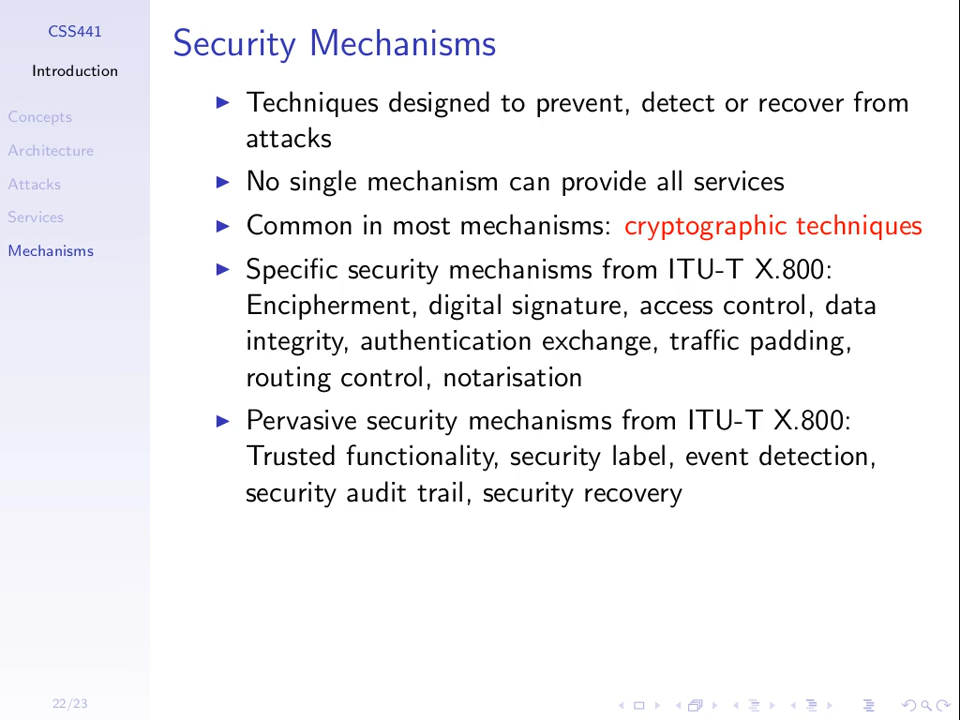 CSS441
Introduction
Concepts
Architecture
Attacks
Services
Mechanisms
22/23
Security Mechanisms
Techniques designed to prevent, detect or recover from
attacks
No single mechanism can provide all services
Common in most mechanisms: cryptographic techniques
Specific security mechanisms from ITU-T X.800:
Encipherment, digital signature, access control, data
integrity, authentication exchange, traffic padding,
routing control, notarisation
Pervasive security mechanisms from ITU-T X.800:
Trusted functionality, security label, event detection,
security audit trail, security recovery